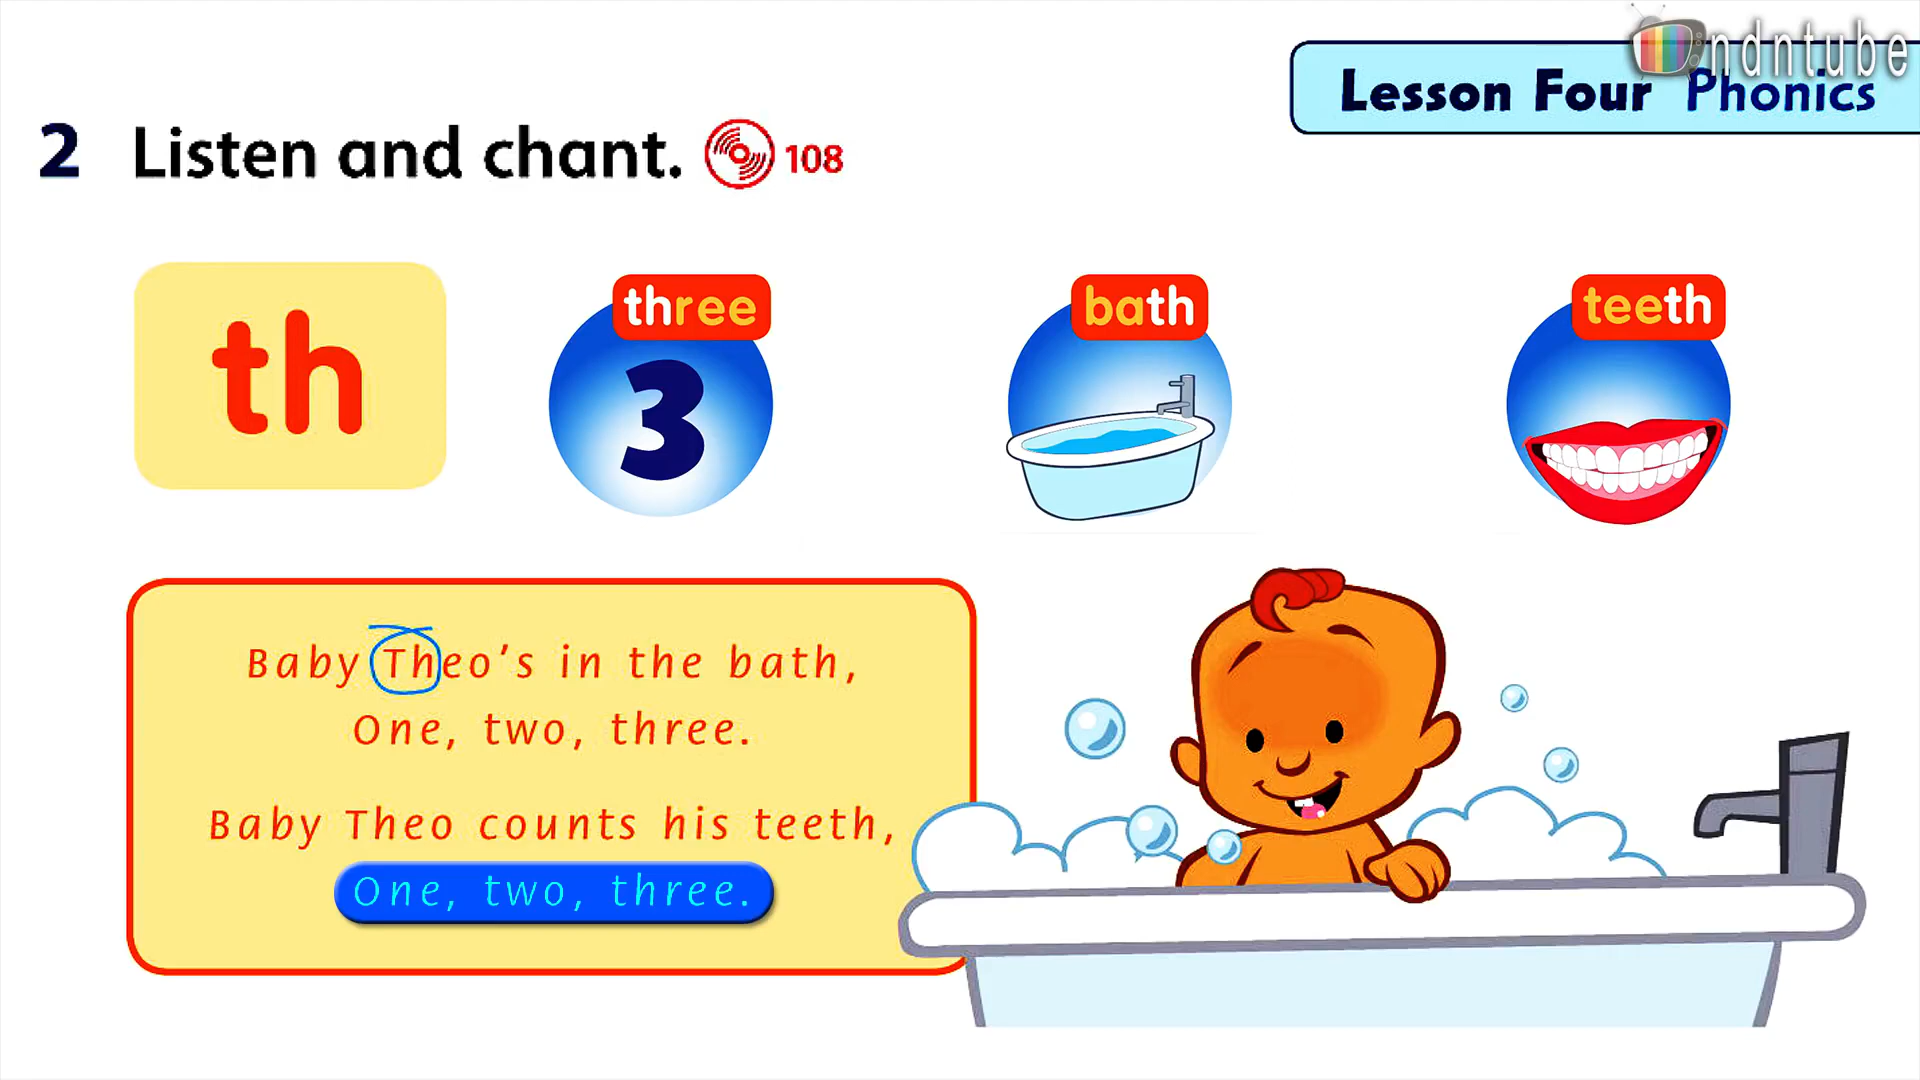 ndntube
Lesson Four Phonics
2 Listen and chant. 108
th
three
3
bath
teeth
Baby Theo's in the bath,
One, two, three.
Baby Theo counts his teeth,
One, two, three.